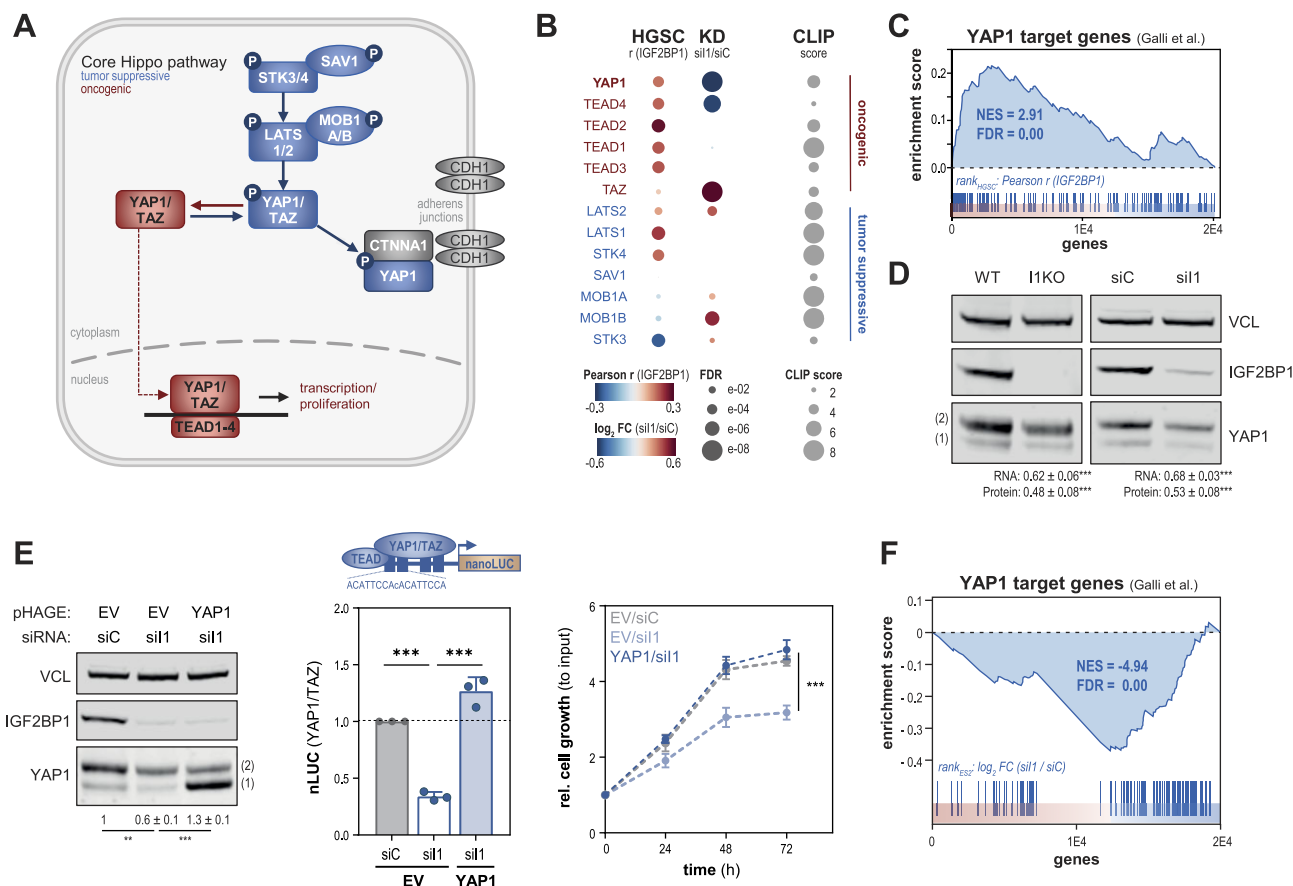 A
Core Hippo pathway
tumor suppressive
oncogenic
P
SAV1
P
STK3/4
P
MOB1
A/B
P
LATS
1/2
P
YAP1/
TAZ
YAP1/
TAZ
CDH1
CDH1
adherens
junctions
CTNNA1
CDH1
CDH1
P
YAP1
cytoplasm
nucleus
YAP1/
TAZ
TEAD1-4
transcription/
proliferation
B
HGSC KD CLIP
r (IGF2BP1) siI1/siC score
YAP1
TEAD4
TEAD2
TEAD1
TEAD3
TAZ
LATS2
LATS1
STK4
SAV1
MOB1A
MOB1B
STK3
oncogenic
tumor suppressive
Pearson r (IGF2BP1)
-0.3 0.3
log2 FC (siI1/siC)
-0.6 0.6
FDR
e-02
e-04
e-06
e-08
CLIP score
2
4
6
8
C
YAP1 target genes (Galli et al.)
enrichment score
0.2
0.1
0.0
NES = 2.91
FDR = 0.00
rankHGSC: Pearson r (IGF2BP1)
0 1E4 2E4
genes
D
WT I1KO siC siI1
VCL
IGF2BP1
(2)
(1)
YAP1
RNA: 0.62 ± 0.06*** RNA: 0.68 ± 0.03***
Protein: 0.48 ± 0.08*** Protein: 0.53 ± 0.08***
E
pHAGE: EV EV YAP1
siRNA: siC siI1 siI1
VCL
IGF2BP1
YAP1
(2)
(1)
1 0.6 ± 0.1 1.3 ± 0.1
** ***
YAP1/TAZ
TEAD
nanoLUC
ACATTCCAcACATTCCA
nLUC (YAP1/TAZ)
2.0
1.5
1.0
0.5
0.0
*** ***
siC siI1 siI1
EV YAP1
rel. cell growth (to input)
6
4
2
0
EV/siC
EV/siI1
YAP1/siI1
***
0 24 48 72
time (h)
F
YAP1 target genes (Galli et al.)
enrichment score
0.1
0
-0.1
-0.2
-0.3
-0.4
NES = -4.94
FDR = 0.00
rankES2: log2 FC (siI1 / siC)
0 1E4 2E4
genes